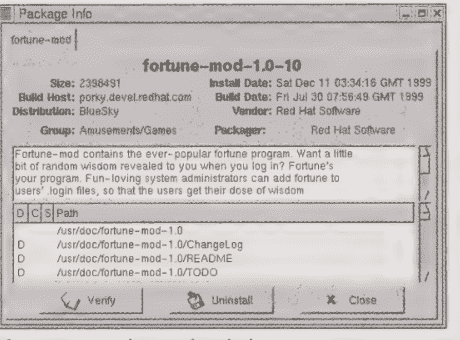 Package Info
fortune-mod
fortune-mod-1.0-10
Size: 2398491 Install Date: Sat Dec 11 03:34:16 GMT 1999
Build Host: porky.devel.redhat.com Build Date: Fri Jul 30 07:56:49 GMT 1999
Distribution: BlueSky Vendor: Red Hat Software
Group: Amusements/Games Packager: Red Hat Software
Fortune-mod contains the ever-popular fortune program. Want a little
bit of random wisdom revealed to you when you log in? Fortune's
your program. Fun-loving system administrators can add fortune to
users' .login files, so that the users get their dose of wisdom
D C S Path
/usr/doc/fortune-mod-1.0
D /usr/doc/fortune-mod-1.0/ChangeLog
D /usr/doc/fortune-mod-1.0/README
D /usr/doc/fortune-mod-1.0/TODO
Verify Uninstall Close